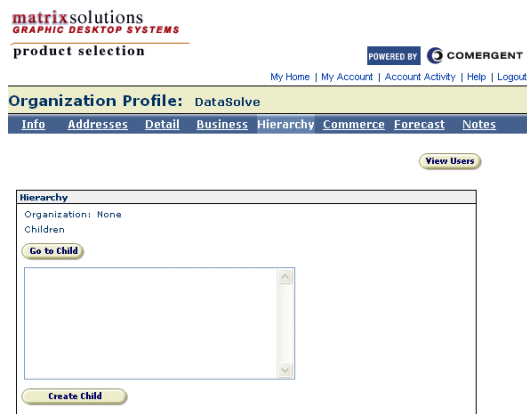 matrixsolutions
GRAPHIC DESKTOP SYSTEMS
product selection
POWERED BY COMERGENT
My Home | My Account | Account Activity | Help | Logout
Organization Profile: DataSolve
Info Addresses Detail Business Hierarchy Commerce Forecast Notes
View Users
Hierarchy
Organization: None
Children
Go to Child
Create Child